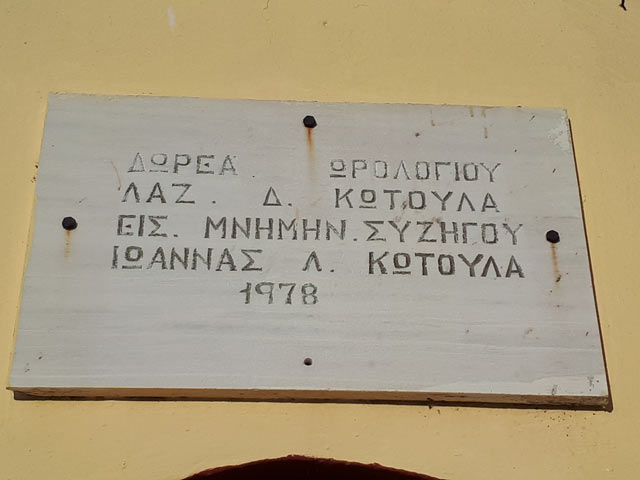 ΔΩΡΕΑ ΩΡΟΛΟΓΙΟΥ
ΛΑΖ. Δ. ΚΩΤΟΥΛΑ
ΕΙΣ. ΜΝΗΜΗΝ. ΣΥΖΗΓΟΥ
ΙΩΑΝΝΑΣ Λ. ΚΩΤΟΥΛΑ
1978